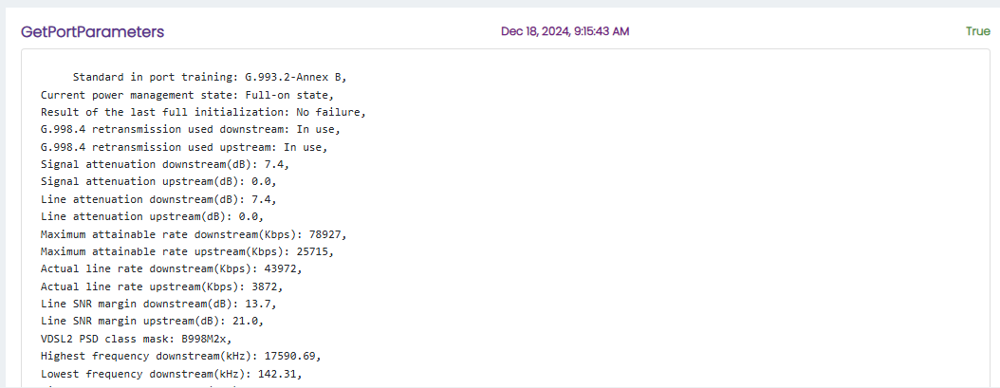 GetPortParameters Dec 18, 2024, 9:15:43 AM True
Standard in port training: G.993.2-Annex B,
Current power management state: Full-on state,
Result of the last full initialization: No failure,
G.998.4 retransmission used downstream: In use,
G.998.4 retransmission used upstream: In use,
Signal attenuation downstream(dB): 7.4,
Signal attenuation upstream(dB): 0.0,
Line attenuation downstream(dB): 7.4,
Line attenuation upstream(dB): 0.0,
Maximum attainable rate downstream(Kbps): 78927,
Maximum attainable rate upstream(Kbps): 25715,
Actual line rate downstream(Kbps): 43972,
Actual line rate upstream(Kbps): 3872,
Line SNR margin downstream(dB): 13.7,
Line SNR margin upstream(dB): 21.0,
VDSL2 PSD class mask: B998M2x,
Highest frequency downstream(kHz): 17590.69,
Lowest frequency downstream(kHz): 142.31,